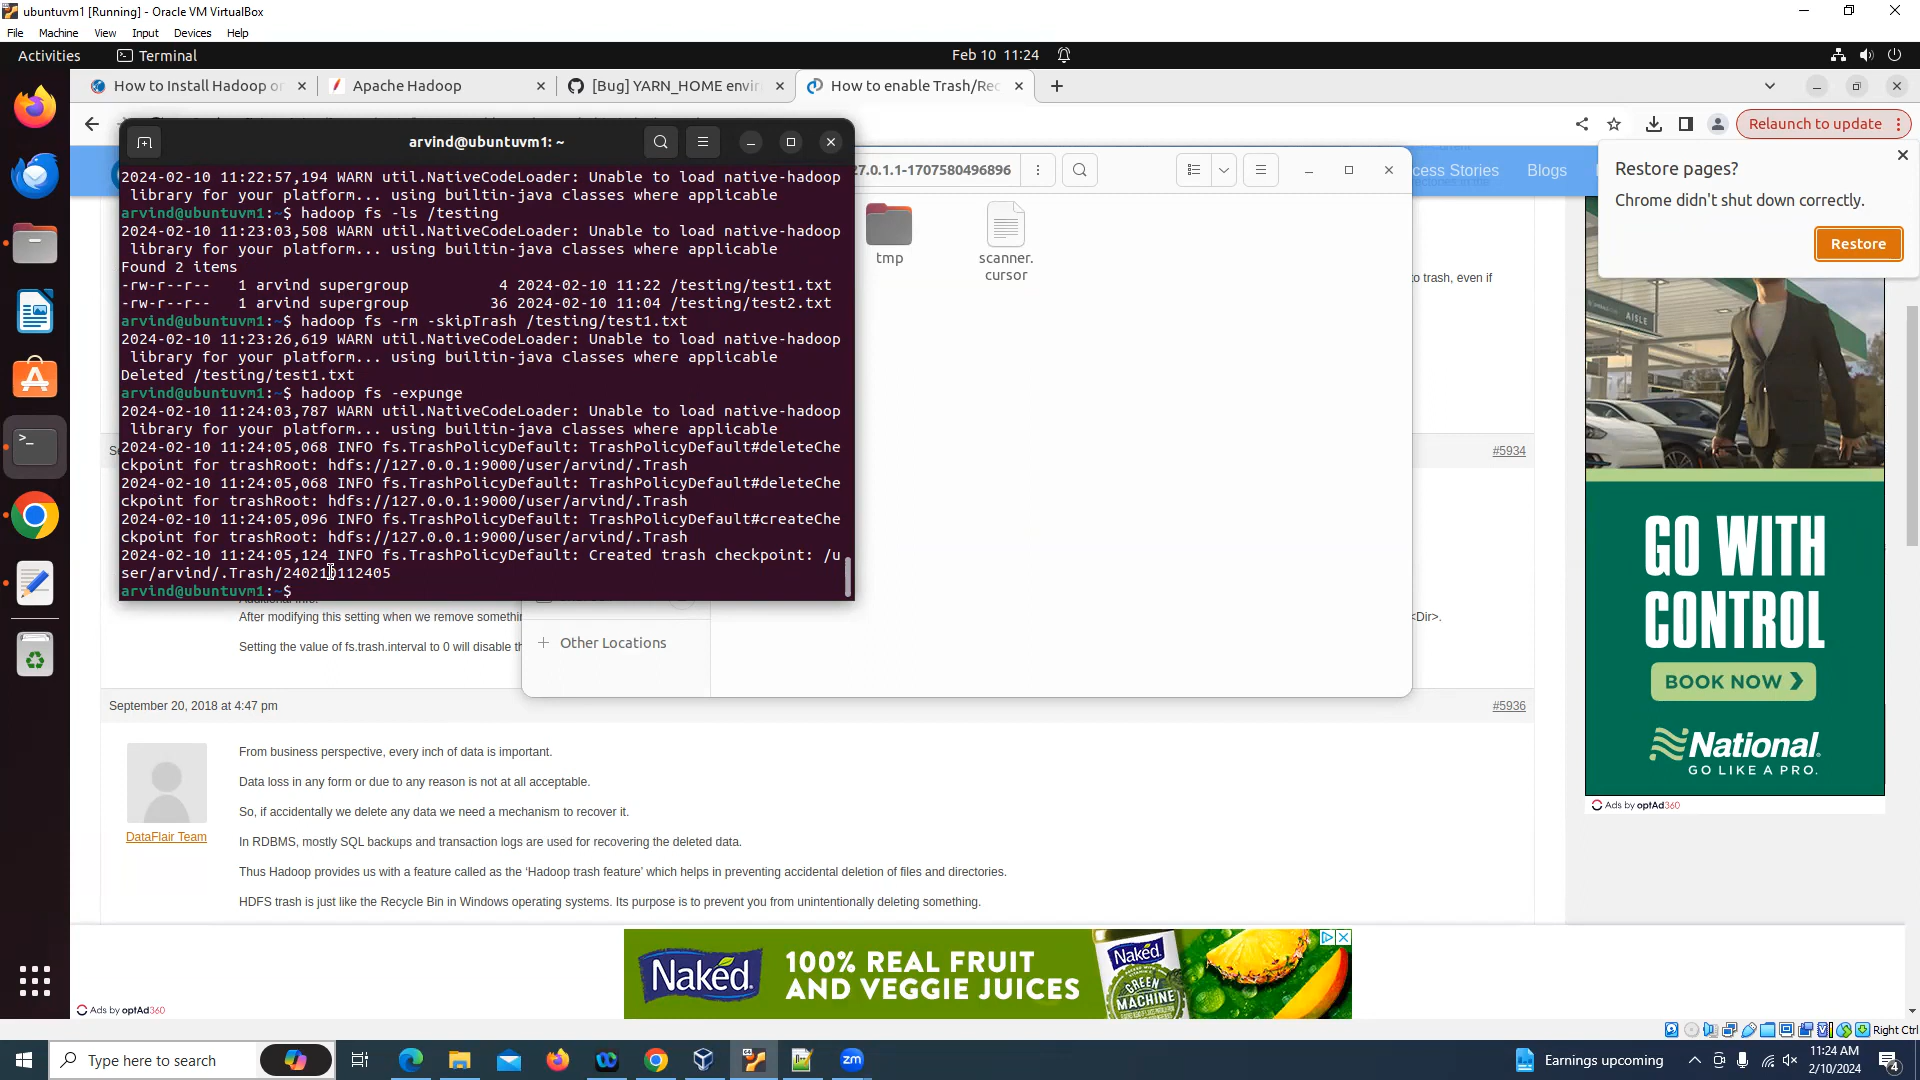 ubuntuvm1 [Running] - Oracle VM VirtualBox
File Machine View Input Devices Help
Activities Terminal Feb 10 11:24
How to Install Hadoop or
Apache Hadoop
[Bug] YARN_HOME envir
How to enable Trash/Rec
Relaunch to update
arvind@ubuntuvm1: ~
2024-02-10 11:22:57,194 WARN util.NativeCodeLoader: Unable to load native-hadoop
library for your platform... using builtin-java classes where applicable
arvind@ubuntuvm1:~$ hadoop fs -ls /testing
2024-02-10 11:23:03,508 WARN util.NativeCodeLoader: Unable to load native-hadoop
library for your platform... using builtin-java classes where applicable
Found 2 items
-rw-r--r--   1 arvind supergroup          4 2024-02-10 11:22 /testing/test1.txt
-rw-r--r--   1 arvind supergroup         36 2024-02-10 11:04 /testing/test2.txt
arvind@ubuntuvm1:~$ hadoop fs -rm -skipTrash /testing/test1.txt
2024-02-10 11:23:26,619 WARN util.NativeCodeLoader: Unable to load native-hadoop
library for your platform... using builtin-java classes where applicable
Deleted /testing/test1.txt
arvind@ubuntuvm1:~$ hadoop fs -expunge
2024-02-10 11:24:03,787 WARN util.NativeCodeLoader: Unable to load native-hadoop
library for your platform... using builtin-java classes where applicable
2024-02-10 11:24:05,068 INFO fs.TrashPolicyDefault: TrashPolicyDefault#deleteChe
ckpoint for trashRoot: hdfs://127.0.0.1:9000/user/arvind/.Trash
2024-02-10 11:24:05,068 INFO fs.TrashPolicyDefault: TrashPolicyDefault#deleteChe
ckpoint for trashRoot: hdfs://127.0.0.1:9000/user/arvind/.Trash
2024-02-10 11:24:05,096 INFO fs.TrashPolicyDefault: TrashPolicyDefault#createChe
ckpoint for trashRoot: hdfs://127.0.0.1:9000/user/arvind/.Trash
2024-02-10 11:24:05,124 INFO fs.TrashPolicyDefault: Created trash checkpoint: /u
ser/arvind/.Trash/240210112405
arvind@ubuntuvm1:~$
27.0.1.1-1707580496896
tmp
scanner.
cursor
Other Locations
cess Stories Blogs
Restore pages?
Chrome didn't shut down correctly.
Restore
to trash, even if
#5934
After modifying this setting when we remove somethin
<Dir>.
Setting the value of fs.trash.interval to 0 will disable th
September 20, 2018 at 4:47 pm #5936
DataFlair Team
From business perspective, every inch of data is important.
Data loss in any form or due to any reason is not at all acceptable.
So, if accidentally we delete any data we need a mechanism to recover it.
In RDBMS, mostly SQL backups and transaction logs are used for recovering the deleted data.
Thus Hadoop provides us with a feature called as the ‘Hadoop trash feature’ which helps in preventing accidental deletion of files and directories.
HDFS trash is just like the Recycle Bin in Windows operating systems. Its purpose is to prevent you from unintentionally deleting something.
AISLE
GO WITH
CONTROL
BOOK NOW
National.
GO LIKE A PRO.
Ads by optAd360
Naked
100% REAL FRUIT
AND VEGGIE JUICES
Naked
GREEN
MACHINE
Ads by optAd360
Right Ctrl
Type here to search
Earnings upcoming
11:24 AM
2/10/2024
4